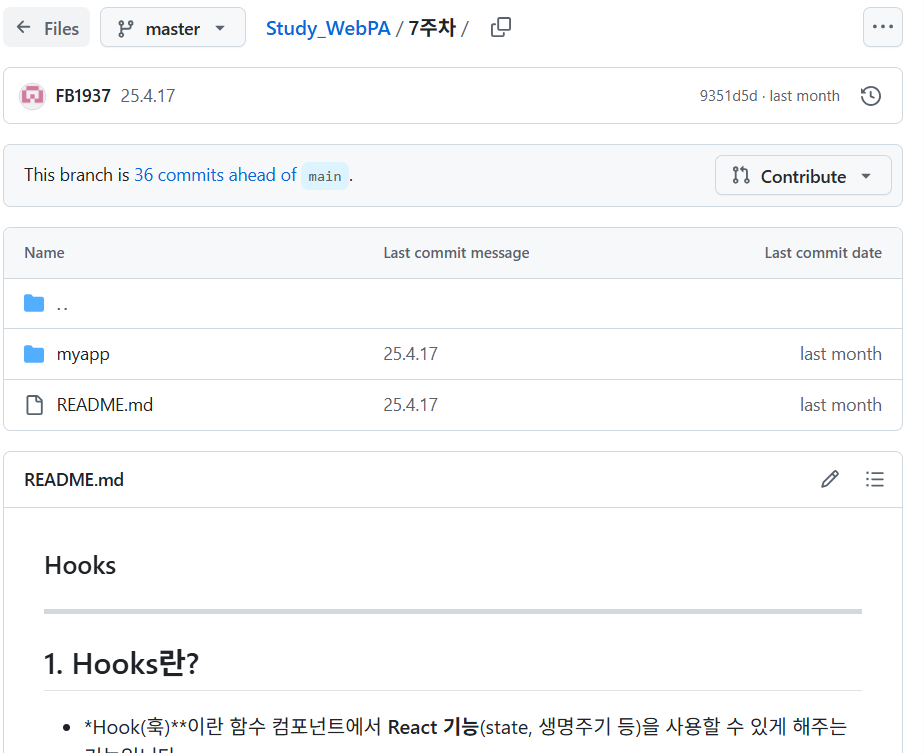 Files
master
Study_WebPA / 7주차 /
FB1937 25.4.17
9351d5d · last month
This branch is 36 commits ahead of main .
Contribute
Name Last commit message Last commit date
..
myapp 25.4.17 last month
README.md 25.4.17 last month
README.md
Hooks
1. Hooks란?
• *Hook(훅)**이란 함수 컴포넌트에서 React 기능(state, 생명주기 등)을 사용할 수 있게 해주는